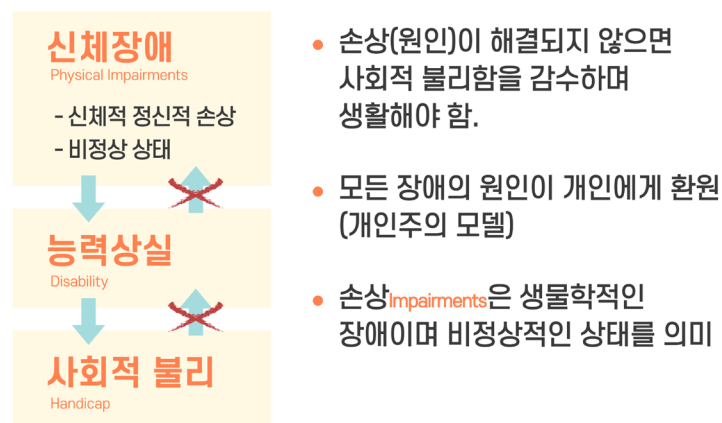 신체장애
Physical Impairments
- 신체적 정신적 손상
- 비정상 상태
능력상실
Disability
사회적 불리
Handicap
• 손상(원인)이 해결되지 않으면
사회적 불리함을 감수하며
생활해야 함.
• 모든 장애의 원인이 개인에게 환원
(개인주의 모델)
• 손상Impairments은 생물학적인
장애이며 비정상적인 상태를 의미